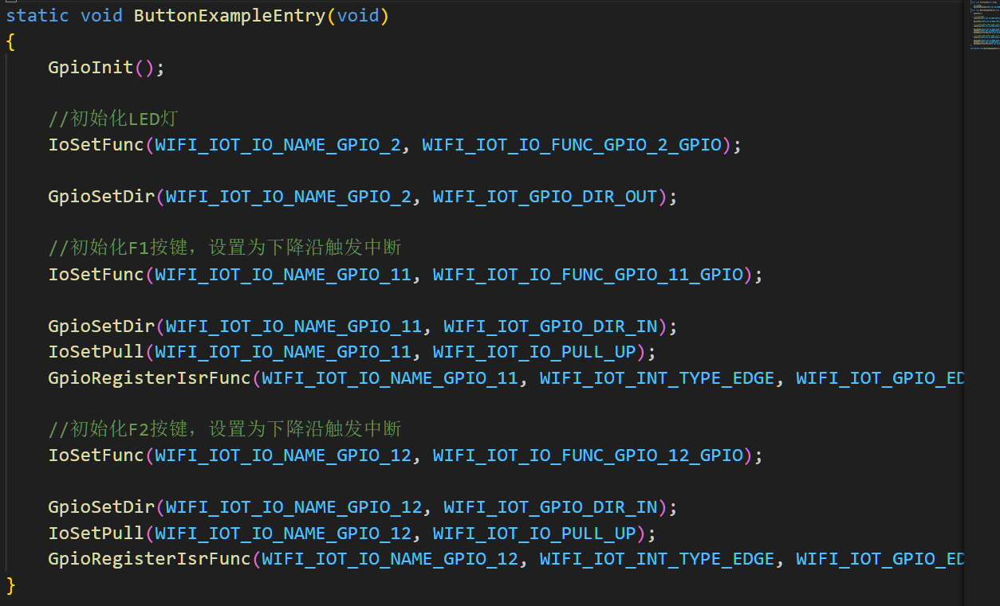 static void ButtonExampleEntry(void)
{
GpioInit();
//初始化LED灯
IoSetFunc(WIFI_IOT_IO_NAME_GPIO_2, WIFI_IOT_IO_FUNC_GPIO_2_GPIO);
GpioSetDir(WIFI_IOT_IO_NAME_GPIO_2, WIFI_IOT_GPIO_DIR_OUT);
//初始化F1按键，设置为下降沿触发中断
IoSetFunc(WIFI_IOT_IO_NAME_GPIO_11, WIFI_IOT_IO_FUNC_GPIO_11_GPIO);
GpioSetDir(WIFI_IOT_IO_NAME_GPIO_11, WIFI_IOT_GPIO_DIR_IN);
IoSetPull(WIFI_IOT_IO_NAME_GPIO_11, WIFI_IOT_IO_PULL_UP);
GpioRegisterIsrFunc(WIFI_IOT_IO_NAME_GPIO_11, WIFI_IOT_INT_TYPE_EDGE, WIFI_IOT_GPIO_ED
//初始化F2按键，设置为下降沿触发中断
IoSetFunc(WIFI_IOT_IO_NAME_GPIO_12, WIFI_IOT_IO_FUNC_GPIO_12_GPIO);
GpioSetDir(WIFI_IOT_IO_NAME_GPIO_12, WIFI_IOT_GPIO_DIR_IN);
IoSetPull(WIFI_IOT_IO_NAME_GPIO_12, WIFI_IOT_IO_PULL_UP);
GpioRegisterIsrFunc(WIFI_IOT_IO_NAME_GPIO_12, WIFI_IOT_INT_TYPE_EDGE, WIFI_IOT_GPIO_ED
}